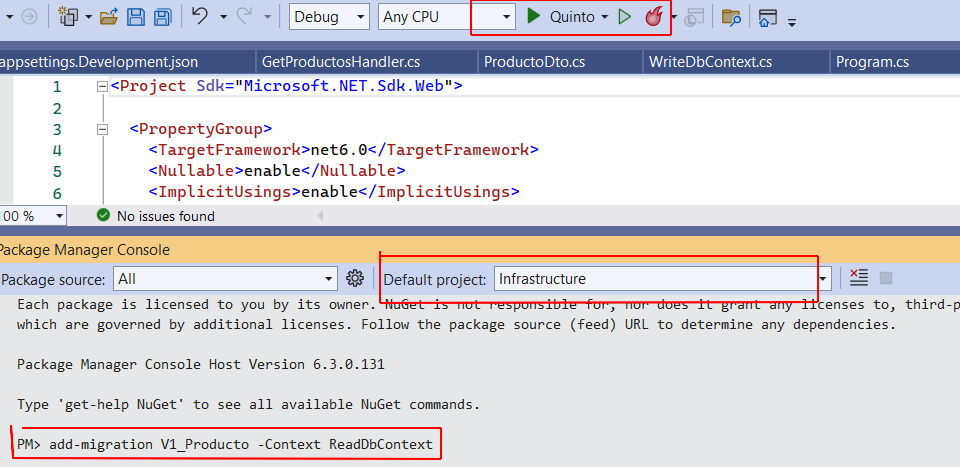 Debug Any CPU Quinto
appsettings.Development.json GetProductosHandler.cs ProductoDto.cs WriteDbContext.cs Program.cs
1 <Project Sdk="Microsoft.NET.Sdk.Web">
2
3 <PropertyGroup>
4 <TargetFramework>net6.0</TargetFramework>
5 <Nullable>enable</Nullable>
6 <ImplicitUsings>enable</ImplicitUsings>
00 % No issues found
Package Manager Console
Package source: All Default project: Infrastructure
Each package is licensed to you by its owner. NuGet is not responsible for, nor does it grant any licenses to, third-p
which are governed by additional licenses. Follow the package source (feed) URL to determine any dependencies.
Package Manager Console Host Version 6.3.0.131
Type 'get-help NuGet' to see all available NuGet commands.
PM> add-migration V1_Producto -Context ReadDbContext